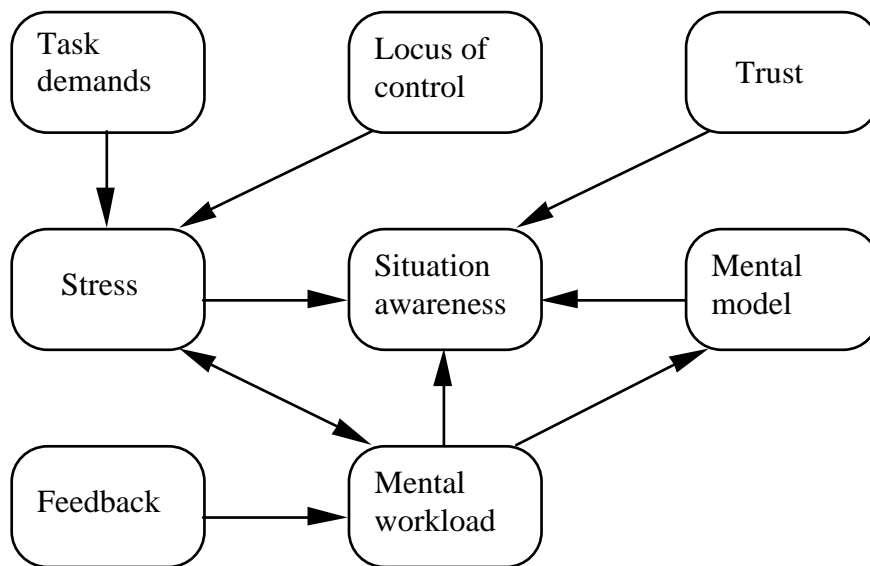 Task
demands
Locus of
control
Trust
Stress
Situation
awareness
Mental
model
Feedback
Mental
workload